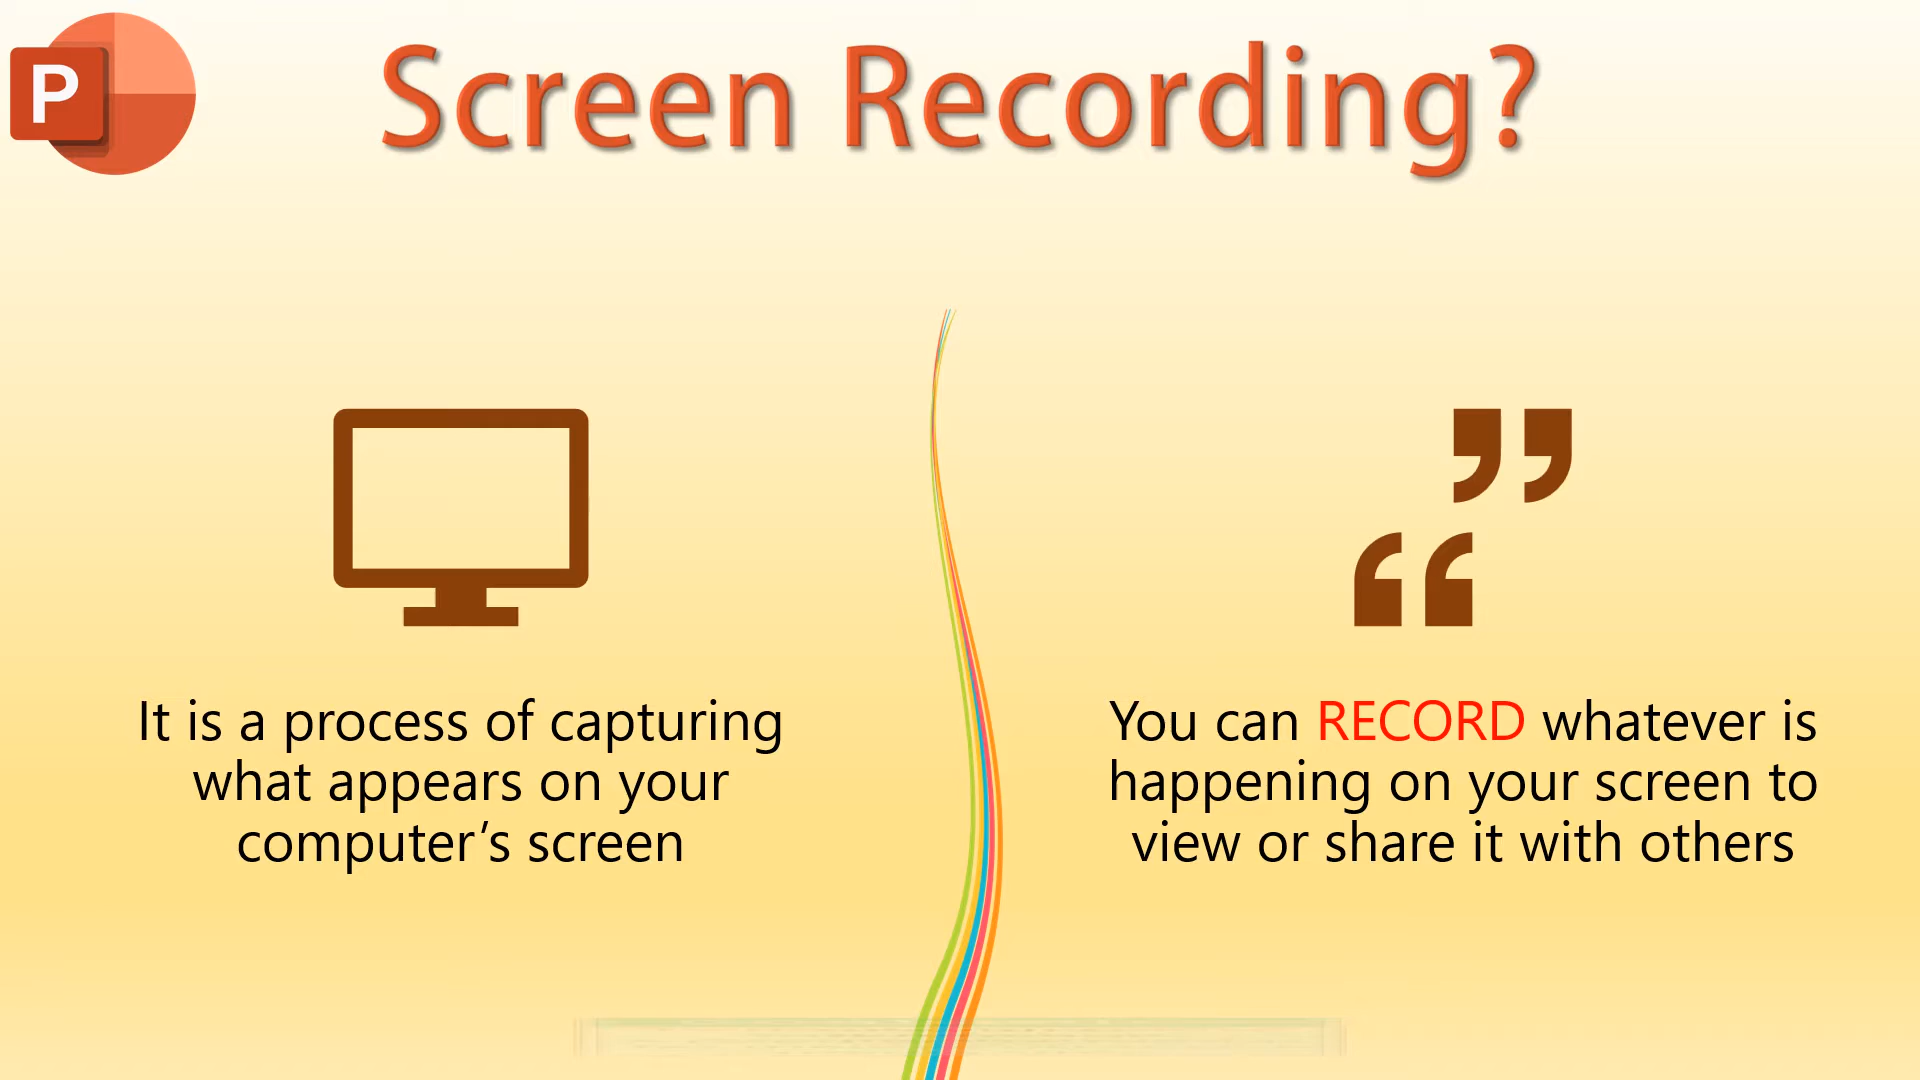 P
Screen Recording?
It is a process of capturing
what appears on your
computer’s screen
You can RECORD whatever is
happening on your screen to
view or share it with others